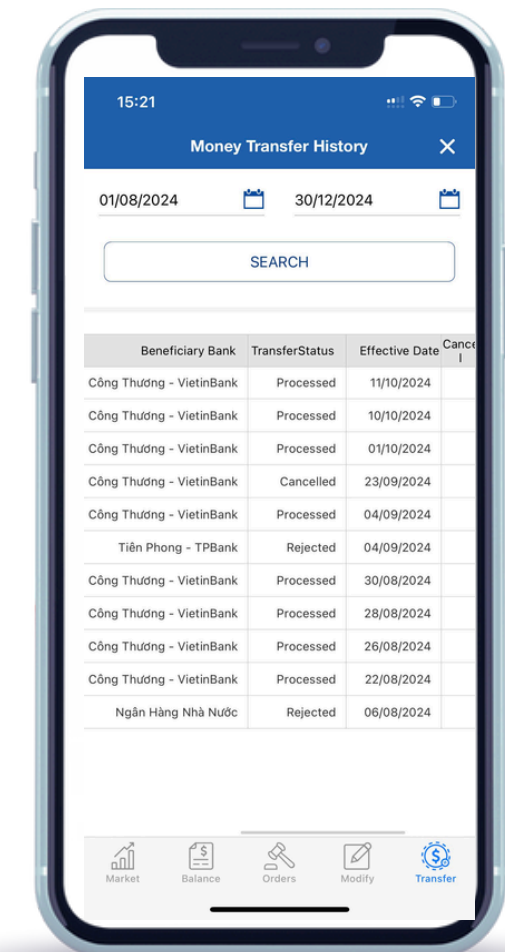 15:21
Money Transfer History
01/08/2024 30/12/2024
SEARCH
Beneficiary Bank TransferStatus Effective Date Cance
l
Công Thương - VietinBank Processed 11/10/2024
Công Thương - VietinBank Processed 10/10/2024
Công Thương - VietinBank Processed 01/10/2024
Công Thương - VietinBank Cancelled 23/09/2024
Công Thương - VietinBank Processed 04/09/2024
Tiên Phong - TPBank Rejected 04/09/2024
Công Thương - VietinBank Processed 30/08/2024
Công Thương - VietinBank Processed 28/08/2024
Công Thương - VietinBank Processed 26/08/2024
Công Thương - VietinBank Processed 22/08/2024
Ngân Hàng Nhà Nước Rejected 06/08/2024
Market Balance Orders Modify Transfer